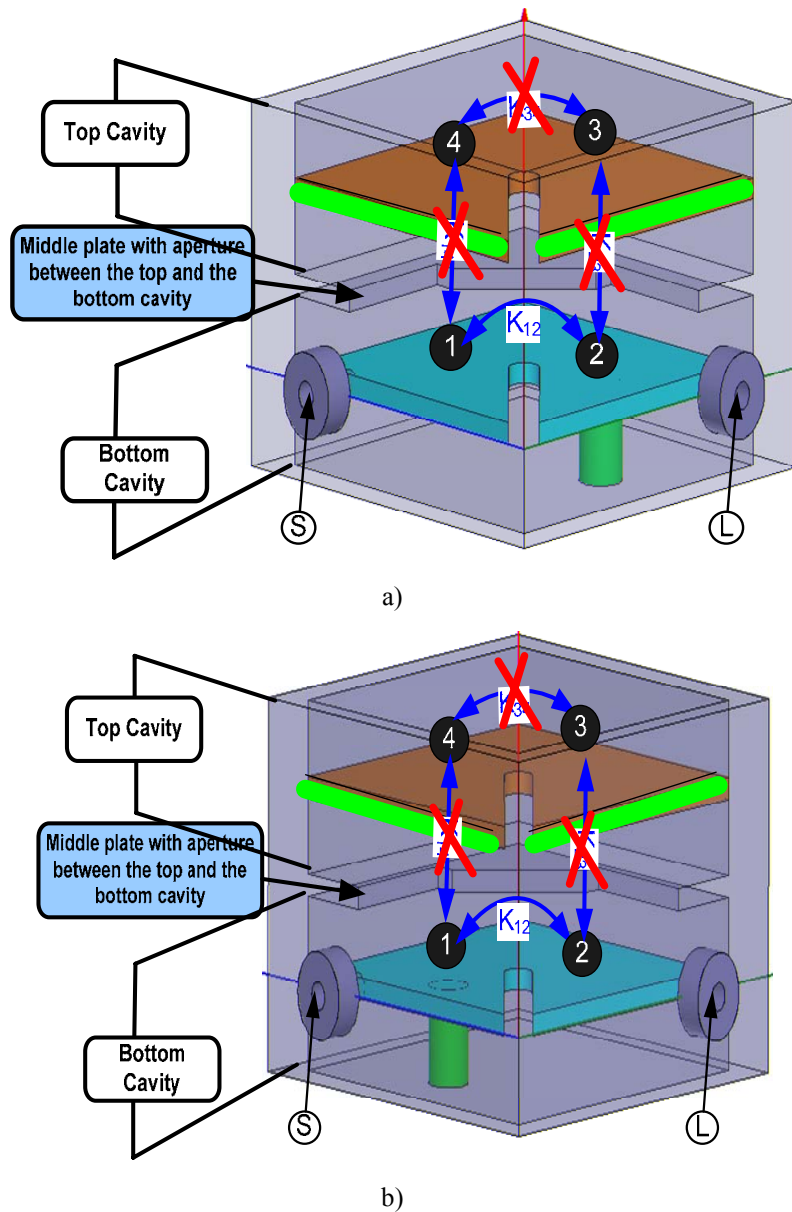 Top Cavity
Middle plate with aperture
between the top and the
bottom cavity
Bottom
Cavity
4
3
1
K12
2
S
L
a)
Top Cavity
Middle plate with aperture
between the top and the
bottom cavity
Bottom
Cavity
4
3
1
K12
2
S
L
b)